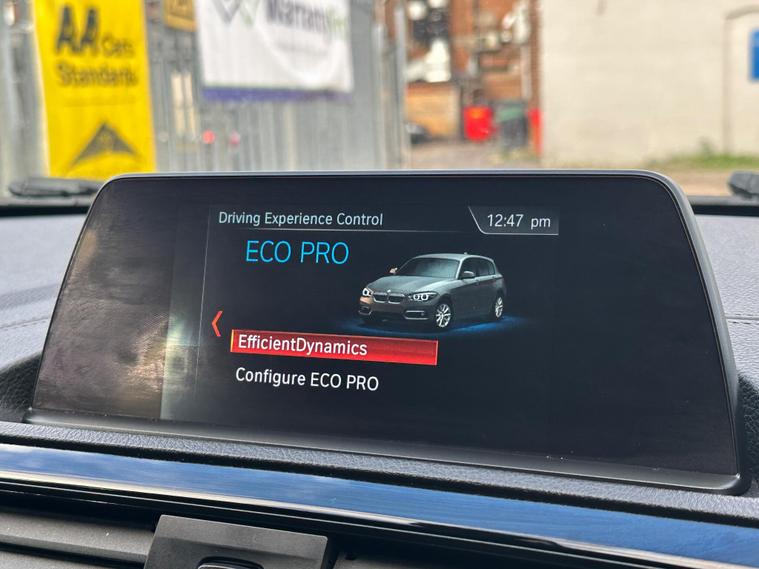 AA Cars
Standards
Driving Experience Control
12:47 pm
ECO PRO
EfficientDynamics
Configure ECO PRO